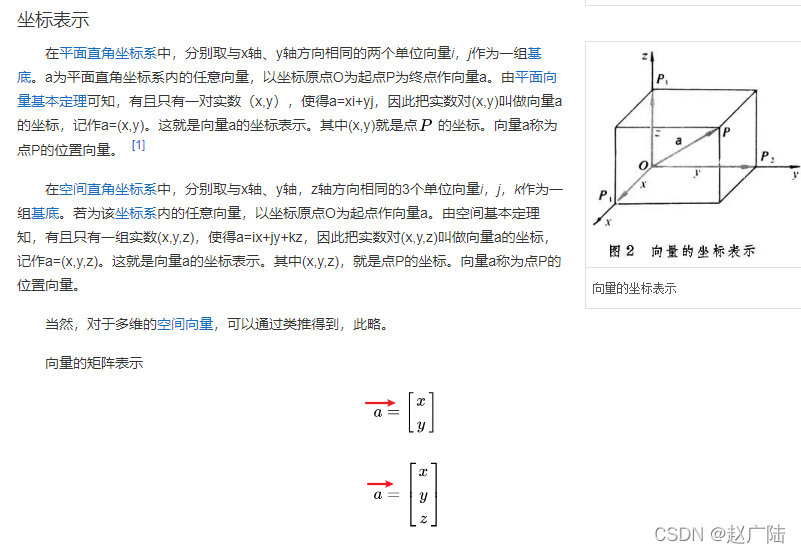 坐标表示
在平面直角坐标系中，分别取与x轴、y轴方向相同的两个单位向量i，j作为一组基
底。a为平面直角坐标系内的任意向量，以坐标原点O为起点P为终点作向量a。由平面向
量基本定理可知，有且只有一对实数（x,y），使得a=xi+yj，因此把实数对(x,y)叫做向量a
的坐标，记作a=(x,y)。这就是向量a的坐标表示。其中(x,y)就是点P 的坐标。向量a称为
点P的位置向量。 [1]
在空间直角坐标系中，分别取与x轴、y轴，z轴方向相同的3个单位向量i，j，k作为一
组基底。若为该坐标系内的任意向量，以坐标原点O为起点作向量a。由空间基本定理
知，有且只有一组实数(x,y,z)，使得a=ix+jy+kz，因此把实数对(x,y,z)叫做向量a的坐标，
记作a=(x,y,z)。这就是向量a的坐标表示。其中(x,y,z)，就是点P的坐标。向量a称为点P的
位置向量。
当然，对于多维的空间向量，可以通过类推得到，此略。
向量的矩阵表示
a = [x
y]
a = [x
y
z]
z
P
a
P
z
O
P₂
x
y
y
P₁
x
图 2 向量的坐标表示
向量的坐标表示
CSDN @赵广陆